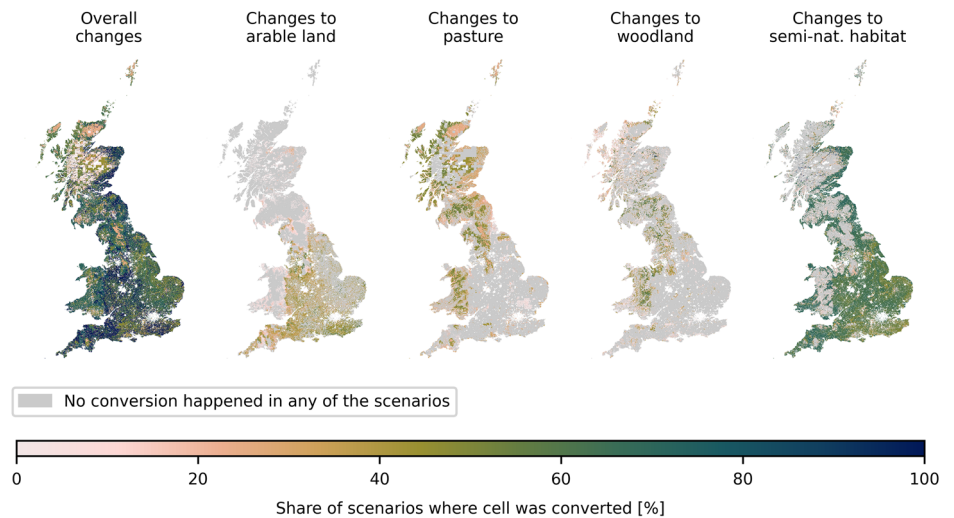 Overall
changes
Changes to
arable land
Changes to
pasture
Changes to
woodland
Changes to
semi-nat. habitat
No conversion happened in any of the scenarios
0 20 40 60 80 100
Share of scenarios where cell was converted [%]